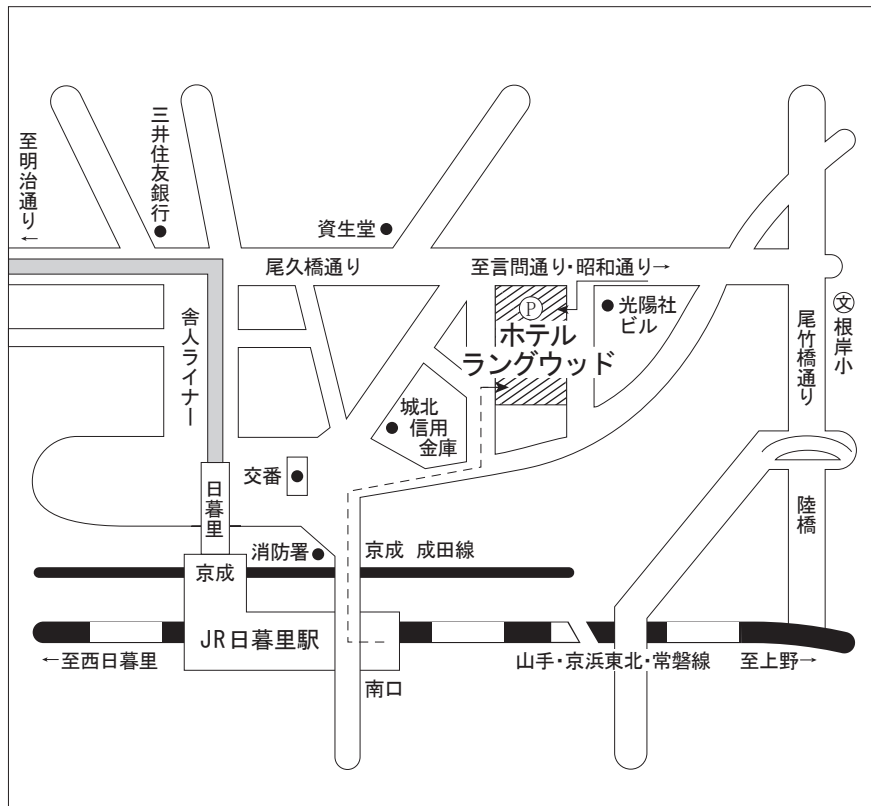 至明治通り
←
三井住友銀行
資生堂
尾久橋通り
至言問通り・昭和通り→
舎人ライナー
P
ホテル
ラングウッド
光陽社
ビル
尾竹橋通り
文
根岸小
城北
信用
金庫
交番
日暮里
陸橋
消防署
京成 成田線
京成
JR日暮里駅
←至西日暮里
山手・京浜東北・常磐線
至上野→
南口